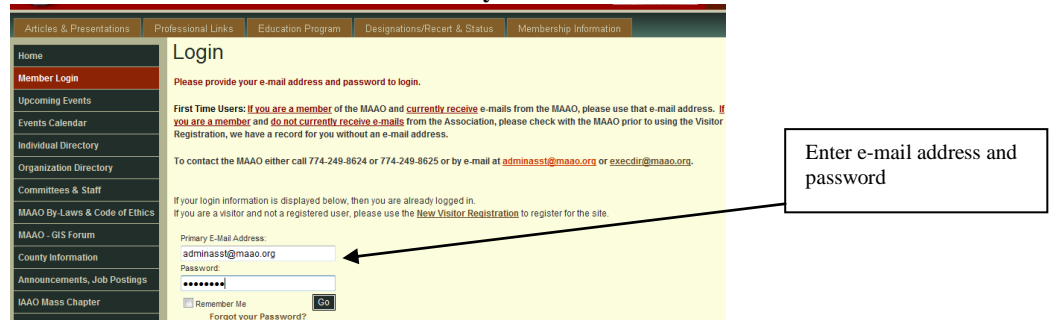 Articles & Presentations Professional Links Education Program Designations/Recert & Status Membership Information
Home
Member Login
Upcoming Events
Events Calendar
Individual Directory
Organization Directory
Committees & Staff
MAAO By-Laws & Code of Ethics
MAAO - GIS Forum
County Information
Announcements, Job Postings
IAAO Mass Chapter
Login
Please provide your e-mail address and password to login.
First Time Users: If you are a member of the MAAO and currently receive e-mails from the MAAO, please use that e-mail address. If
you are a member and do not currently receive e-mails from the Association, please check with the MAAO prior to using the Visitor
Registration, we have a record for you without an e-mail address.
To contact the MAAO either call 774-249-8624 or 774-249-8625 or by e-mail at adminasst@maao.org or execdir@maao.org.
If your login information is displayed below, then you are already logged in.
If you are a visitor and not a registered user, please use the New Visitor Registration to register for the site.
Primary E-Mail Address:
adminasst@maao.org
Password:
••••••••
Remember Me Go
Forgot your Password?
Enter e-mail address and
password